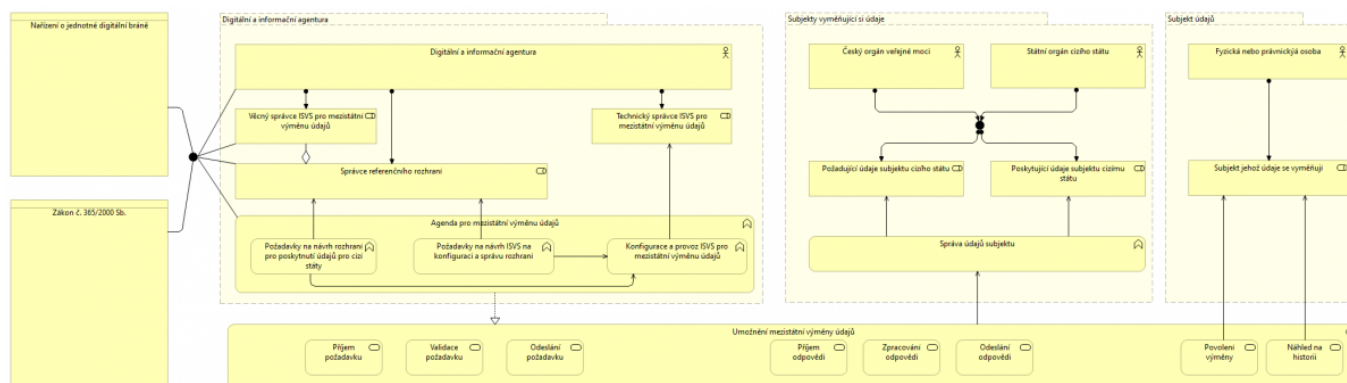 Nařízení o jednotné digitální bráně
Zákon č. 365/2000 Sb.
Digitální a informační agentura
Digitální a informační agentura
Věcný správce ISVS pro mezistátní
výměnu údajů
Technický správce ISVS pro
mezistátní výměnu údajů
Správce referenčního rozhraní
Agenda pro mezistátní výměnu údajů
Požadavky na návrh rozhraní
pro poskytnutí údajů pro cizí
státy
Požadavky na návrh ISVS na
konfiguraci a správu rozhraní
Konfigurace a provoz ISVS pro
mezistátní výměnu údajů
Subjekty vyměňující si údaje
Český orgán veřejné moci
Státní orgán cizího státu
Požadující údaje subjektu cizího státu
Poskytující údaje subjektu cizímu
státu
Správa údajů subjektu
Subjekt údajů
Fyzická nebo právnickýá osoba
Subjekt jehož údaje se vyměňují
Umožnění mezistátní výměny údajů
Příjem
požadavku
Validace
požadavku
Odeslání
požadavku
Příjem
odpovědi
Zpracování
odpovědi
Odeslání
odpovědi
Povolení
výměny
Náhled na
historii